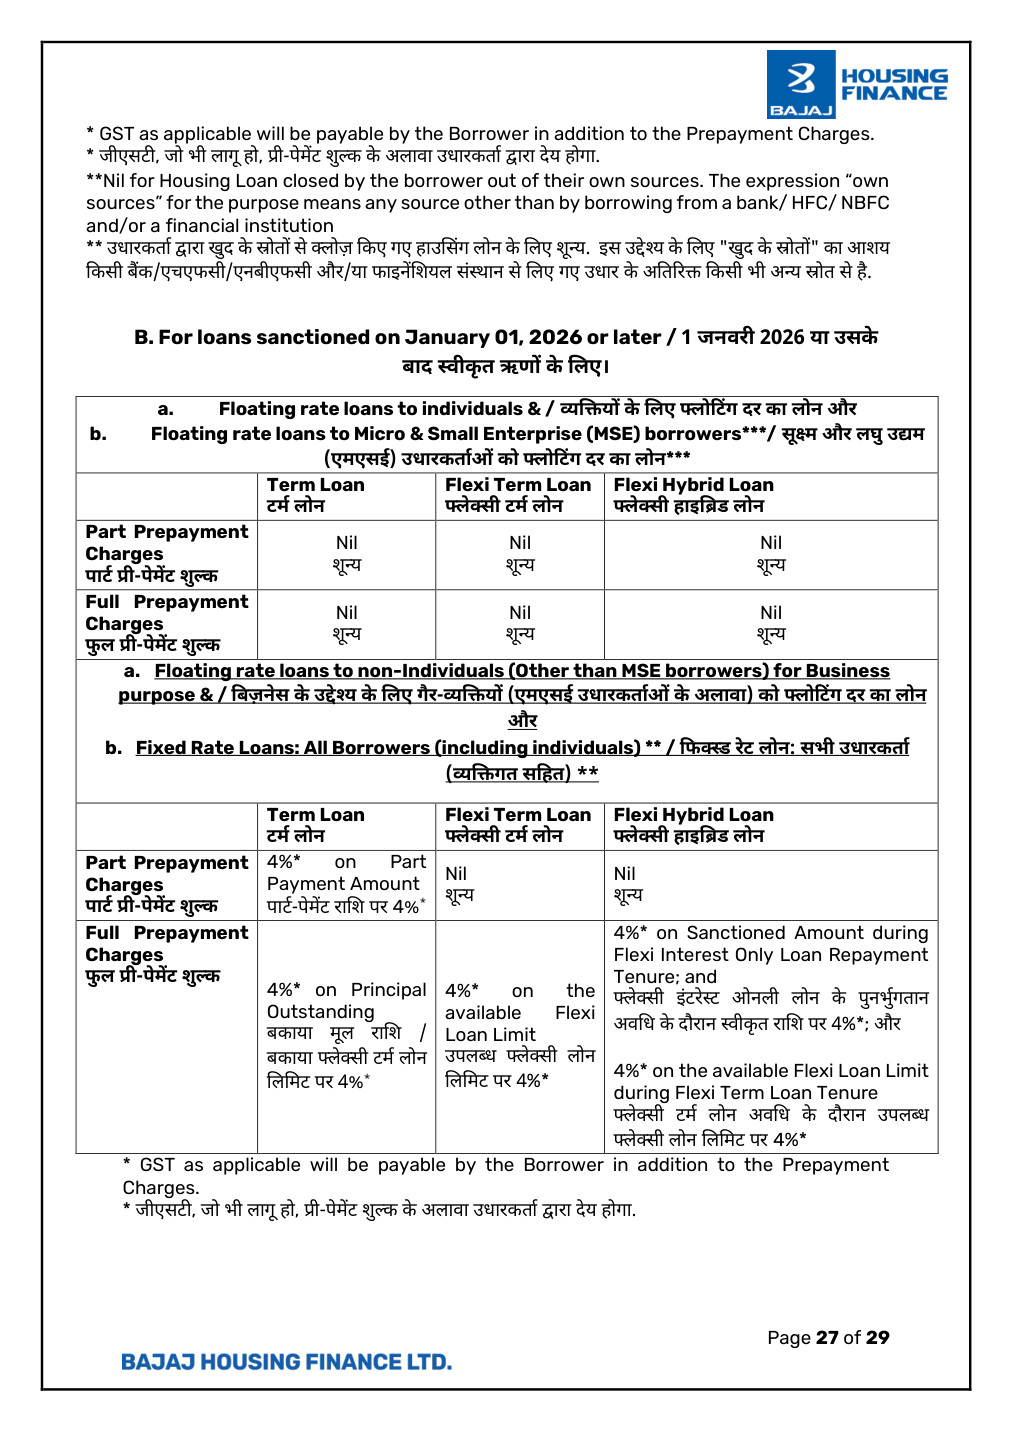 BAJAJ
HOUSING
FINANCE
* GST as applicable will be payable by the Borrower in addition to the Prepayment Charges.
* जीएसटी, जो भी लागू हो, प्री-पेमेंट शुल्क के अलावा उधारकर्ता द्वारा देय होगा.
**Nil for Housing Loan closed by the borrower out of their own sources. The expression “own
sources” for the purpose means any source other than by borrowing from a bank/ HFC/ NBFC
and/or a financial institution
** उधारकर्ता द्वारा खुद के स्रोतों से क्लोज़ किए गए हाउसिंग लोन के लिए शून्य. इस उद्देश्य के लिए "खुद के स्रोतों" का आशय
किसी बैंक/एचएफसी/एनबीएफसी और/या फाइनेंशियल संस्थान से लिए गए उधार के अतिरिक्त किसी भी अन्य स्रोत से है.
B. For loans sanctioned on January 01, 2026 or later / 1 जनवरी 2026 या उसके
बाद स्वीकृत ऋणों के लिए।
a. Floating rate loans to individuals & / व्यक्तियों के लिए फ्लोटिंग दर का लोन और
b. Floating rate loans to Micro & Small Enterprise (MSE) borrowers***/ सूक्ष्म और लघु उद्यम
(एमएसई) उधारकर्ताओं को फ्लोटिंग दर का लोन***
Term Loan
टर्म लोन
Flexi Term Loan
फ्लेक्सी टर्म लोन
Flexi Hybrid Loan
फ्लेक्सी हाइब्रिड लोन
Part Prepayment
Charges
पार्ट प्री-पेमेंट शुल्क
Nil
शून्य
Nil
शून्य
Nil
शून्य
Full Prepayment
Charges
फुल प्री-पेमेंट शुल्क
Nil
शून्य
Nil
शून्य
Nil
शून्य
a. Floating rate loans to non-Individuals (Other than MSE borrowers) for Business
purpose & / बिज़नेस के उद्देश्य के लिए गैर-व्यक्तियों (एमएसई उधारकर्ताओं के अलावा) को फ्लोटिंग दर का लोन
और
b. Fixed Rate Loans: All Borrowers (including individuals) ** / फिक्स्ड रेट लोन: सभी उधारकर्ता
(व्यक्तिगत सहित) **
Term Loan
टर्म लोन
Flexi Term Loan
फ्लेक्सी टर्म लोन
Flexi Hybrid Loan
फ्लेक्सी हाइब्रिड लोन
Part Prepayment
Charges
पार्ट प्री-पेमेंट शुल्क
4%* on Part
Payment Amount
पार्ट-पेमेंट राशि पर 4%*
Nil
शून्य
Nil
शून्य
Full Prepayment
Charges
फुल प्री-पेमेंट शुल्क
4%* on Principal
Outstanding
बकाया मूल राशि /
बकाया फ्लेक्सी टर्म लोन
लिमिट पर 4%*
4%* on the
available Flexi
Loan Limit
उपलब्ध फ्लेक्सी लोन
लिमिट पर 4%*
4%* on Sanctioned Amount during
Flexi Interest Only Loan Repayment
Tenure; and
फ्लेक्सी इंटरेस्ट ओनली लोन के पुनर्भुगतान
अवधि के दौरान स्वीकृत राशि पर 4%*; और
4%* on the available Flexi Loan Limit
during Flexi Term Loan Tenure
फ्लेक्सी टर्म लोन अवधि के दौरान उपलब्ध
फ्लेक्सी लोन लिमिट पर 4%*
* GST as applicable will be payable by the Borrower in addition to the Prepayment
Charges.
* जीएसटी, जो भी लागू हो, प्री-पेमेंट शुल्क के अलावा उधारकर्ता द्वारा देय होगा.
Page 27 of 29
BAJAJ HOUSING FINANCE LTD.